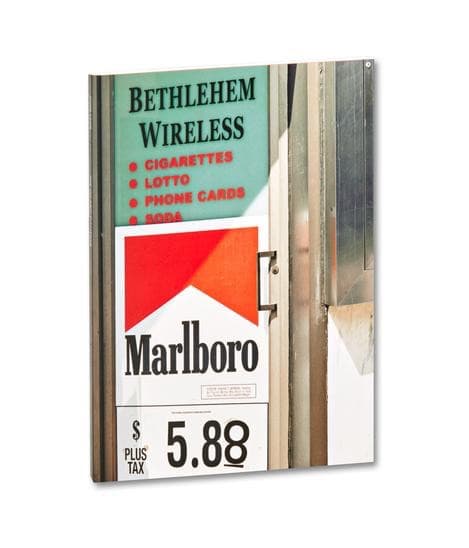 BETHLEHEM
WIRELESS
CIGARETTES
LOTTO
PHONE CARDS
SODA
Marlboro
$
PLUS
TAX
5.88